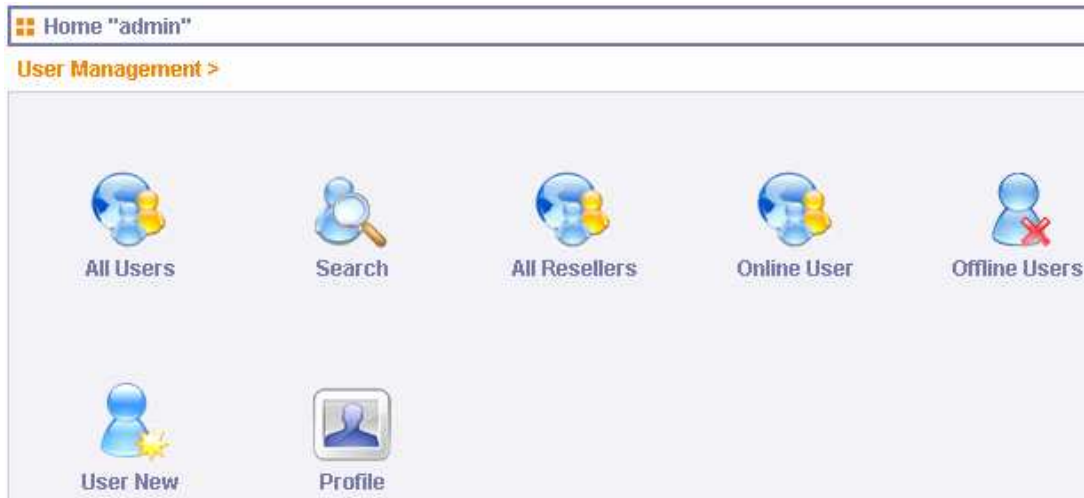 Home "admin"
User Management >
All Users
Search
All Resellers
Online User
Offline Users
User New
Profile